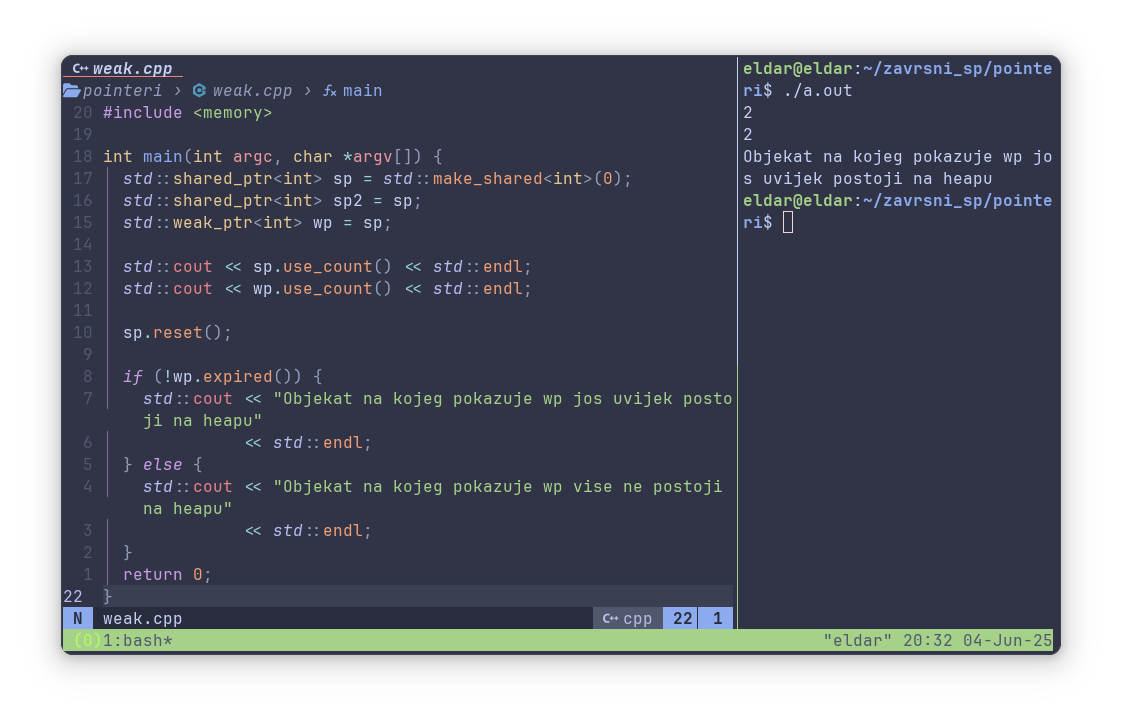 C++ weak.cpp
pointeri › weak.cpp › fx main
20 #include <memory>
19
18 int main(int argc, char *argv[]) {
17 std::shared_ptr<int> sp = std::make_shared<int>(0);
16 std::shared_ptr<int> sp2 = sp;
15 std::weak_ptr<int> wp = sp;
14
13 std::cout << sp.use_count() << std::endl;
12 std::cout << wp.use_count() << std::endl;
11
10 sp.reset();
9
8 if (!wp.expired()) {
7 std::cout << "Objekat na kojeg pokazuje wp jos uvijek posto
ji na heapu"
6 << std::endl;
5 } else {
4 std::cout << "Objekat na kojeg pokazuje wp vise ne postoji
na heapu"
3 << std::endl;
2 }
1 return 0;
22 }
N weak.cpp C++ cpp 22 1
eldar@eldar:~/zavrsni_sp/pointe
ri$ ./a.out
2
2
Objekat na kojeg pokazuje wp jo
s uvijek postoji na heapu
eldar@eldar:~/zavrsni_sp/pointe
ri$
(0)1:bash* "eldar" 20:32 04-Jun-25